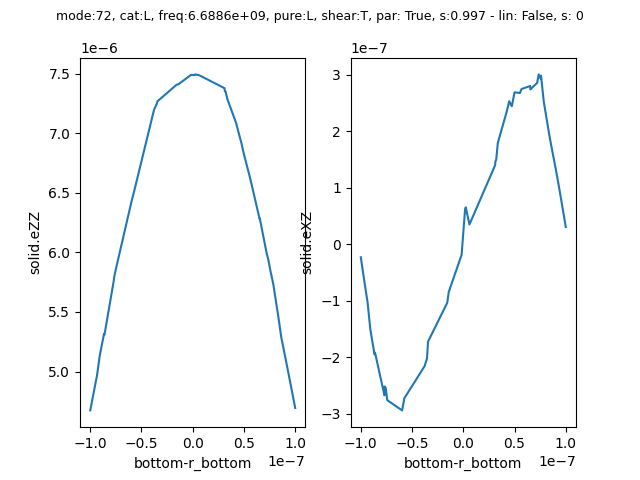 mode:72, cat:L, freq:6.6886e+09, pure:L, shear:T, par: True, s:0.997 - lin: False, s: 0
1e−6
7.5
7.0
6.5
6.0
5.5
5.0
solid.eZZ
−1.0 −0.5 0.0 0.5 1.0
bottom-r_bottom 1e−7
1e−7
3
2
1
0
−1
−2
−3
solid.eXZ
−1.0 −0.5 0.0 0.5 1.0
bottom-r_bottom 1e−7